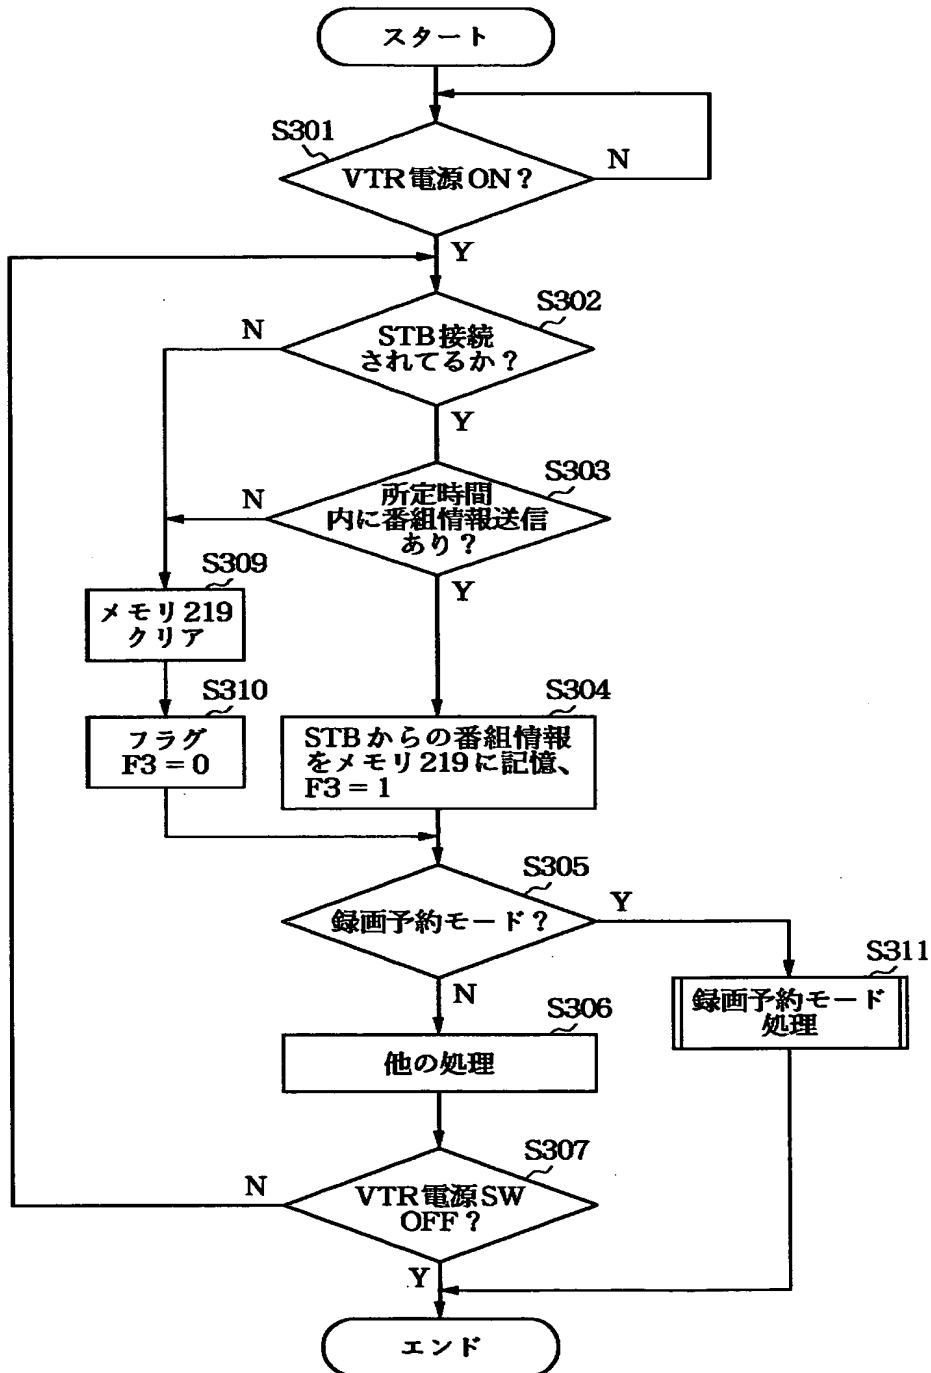 スタート
S301
VTR電源ON？
N
Y
S302
STB接続
されてるか？
N
Y
S303
所定時間
内に番組情報送信
あり？
N
Y
S309
メモリ219
クリア
S310
フラグ
F3＝0
S304
STBからの番組情報
をメモリ219に記憶、
F3＝1
S305
録画予約モード？
Y
N
S311
録画予約モード
処理
S306
他の処理
S307
VTR電源SW
OFF？
N
Y
エンド